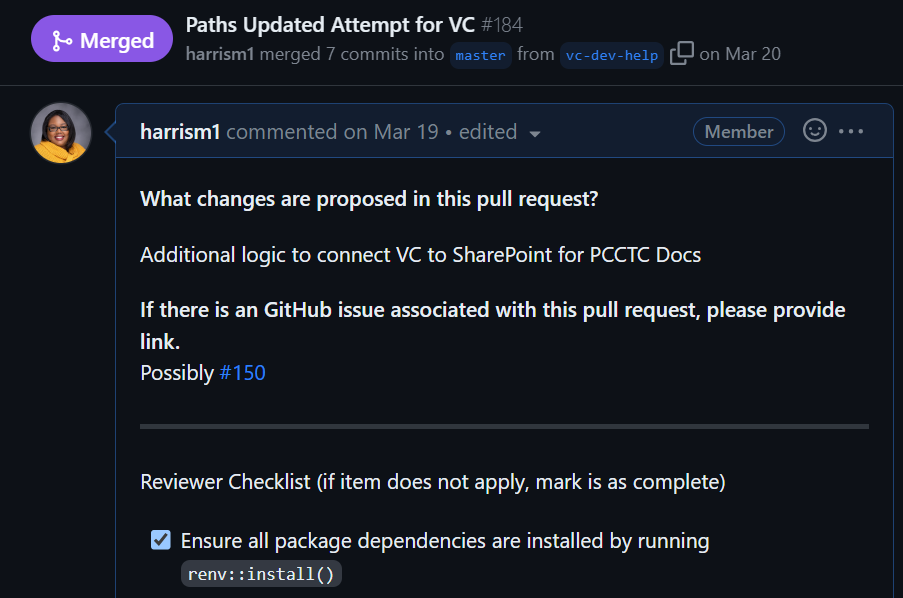 Merged
Paths Updated Attempt for VC #184
harrism1 merged 7 commits into master from vc-dev-help on Mar 20
harrism1 commented on Mar 19 • edited
Member
What changes are proposed in this pull request?
Additional logic to connect VC to SharePoint for PCCTC Docs
If there is an GitHub issue associated with this pull request, please provide
link.
Possibly #150
Reviewer Checklist (if item does not apply, mark is as complete)
Ensure all package dependencies are installed by running
renv::install()